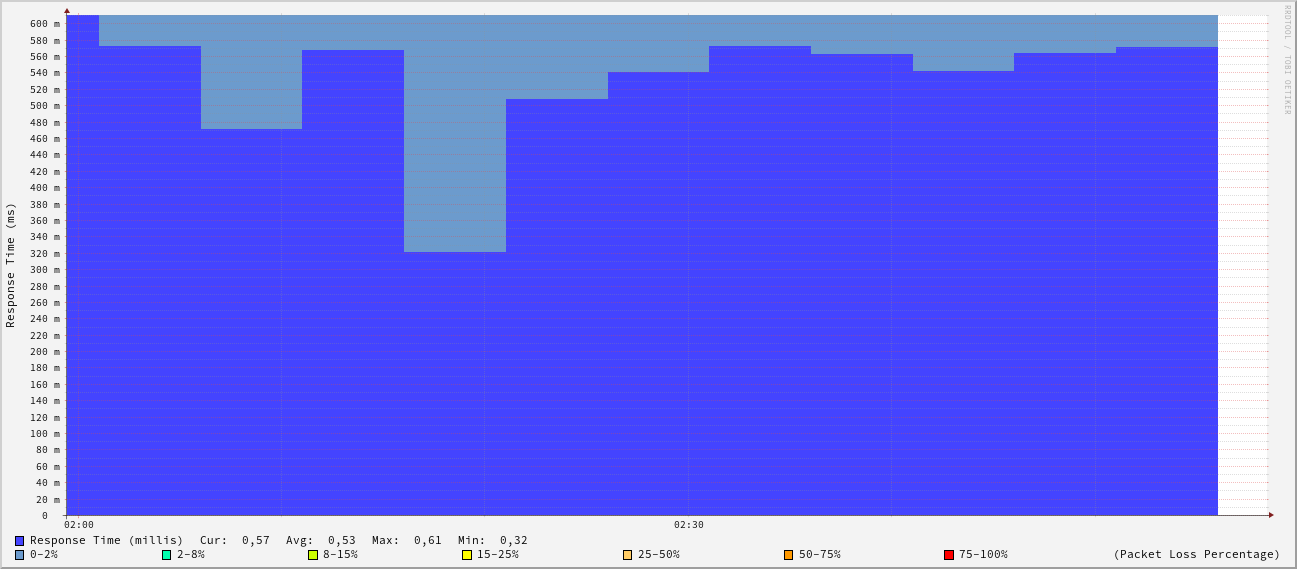 RRDTOOL / TOBI OETIKER
Response Time (ms)
600 m
580 m
560 m
540 m
520 m
500 m
480 m
460 m
440 m
420 m
400 m
380 m
360 m
340 m
320 m
300 m
280 m
260 m
240 m
220 m
200 m
180 m
160 m
140 m
120 m
100 m
80 m
60 m
40 m
20 m
0
02:00 02:30
Response Time (millis) Cur: 0,57 Avg: 0,53 Max: 0,61 Min: 0,32
0-2% 2-8% 8-15% 15-25% 25-50% 50-75% 75-100% (Packet Loss Percentage)